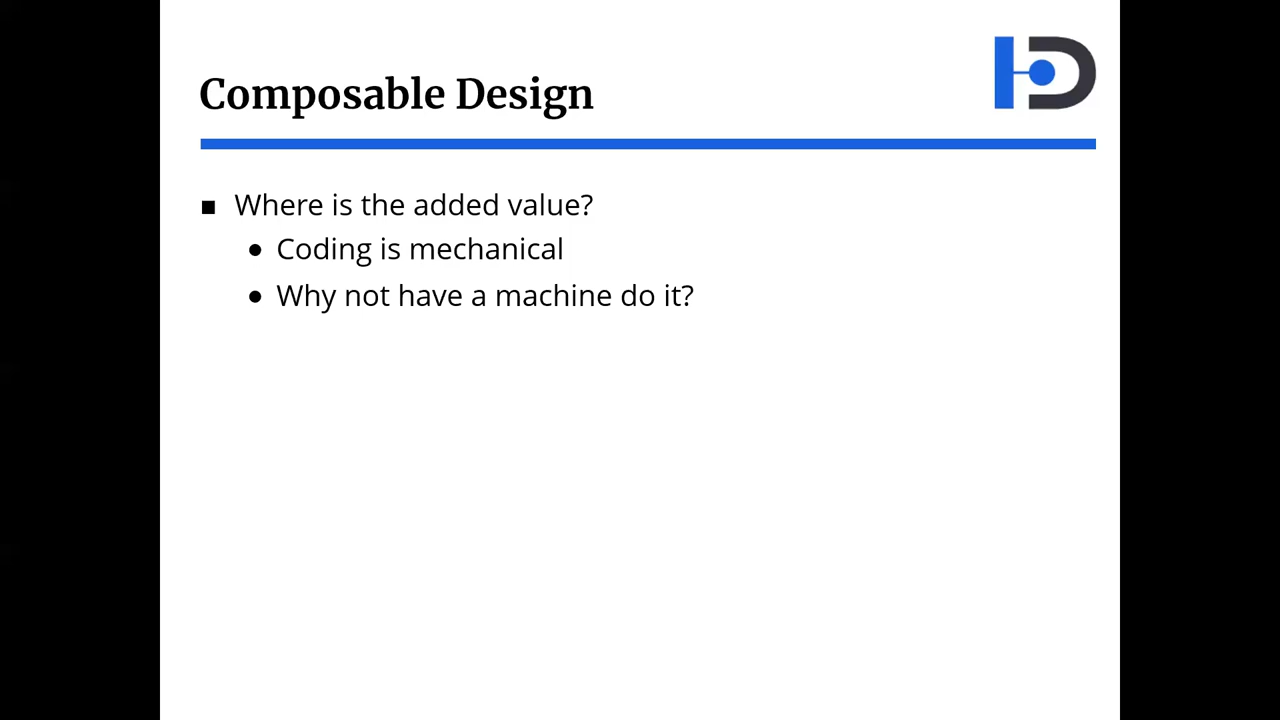 Composable Design
Where is the added value?
Coding is mechanical
Why not have a machine do it?